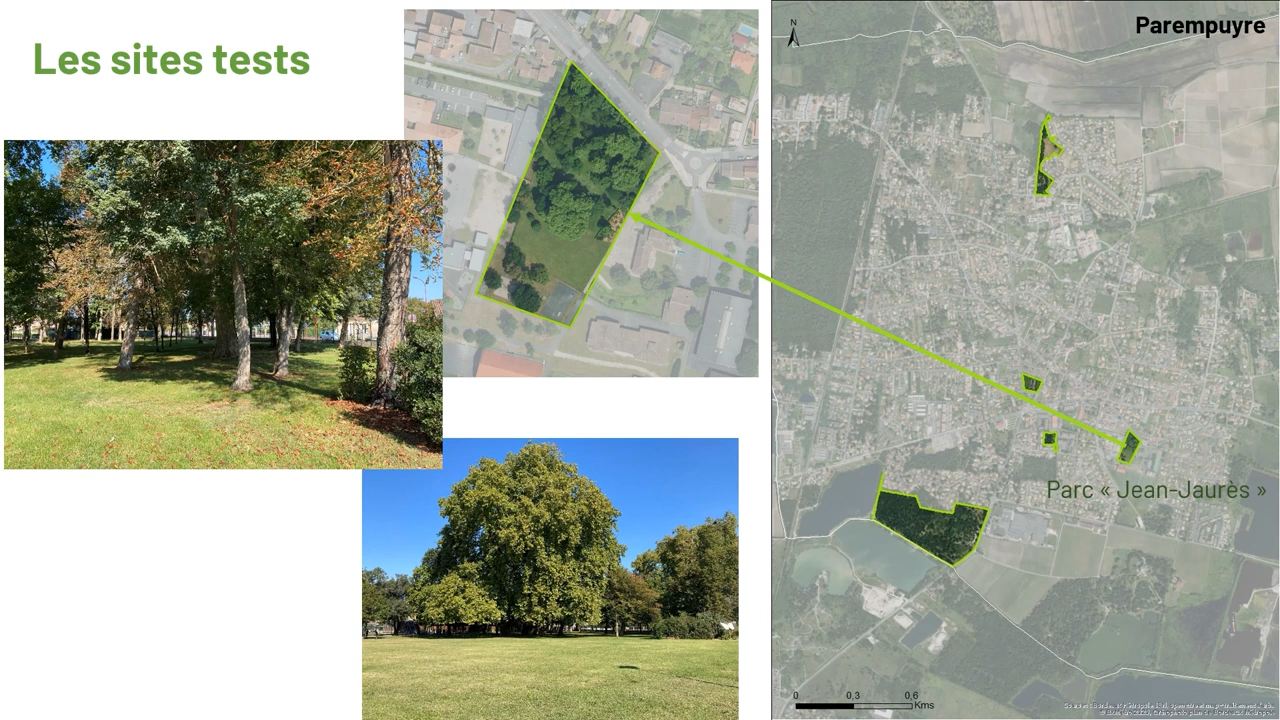 Les sites tests
N
Parempuyre
Parc « Jean-Jaurès »
0
0,3
0,6
Kms